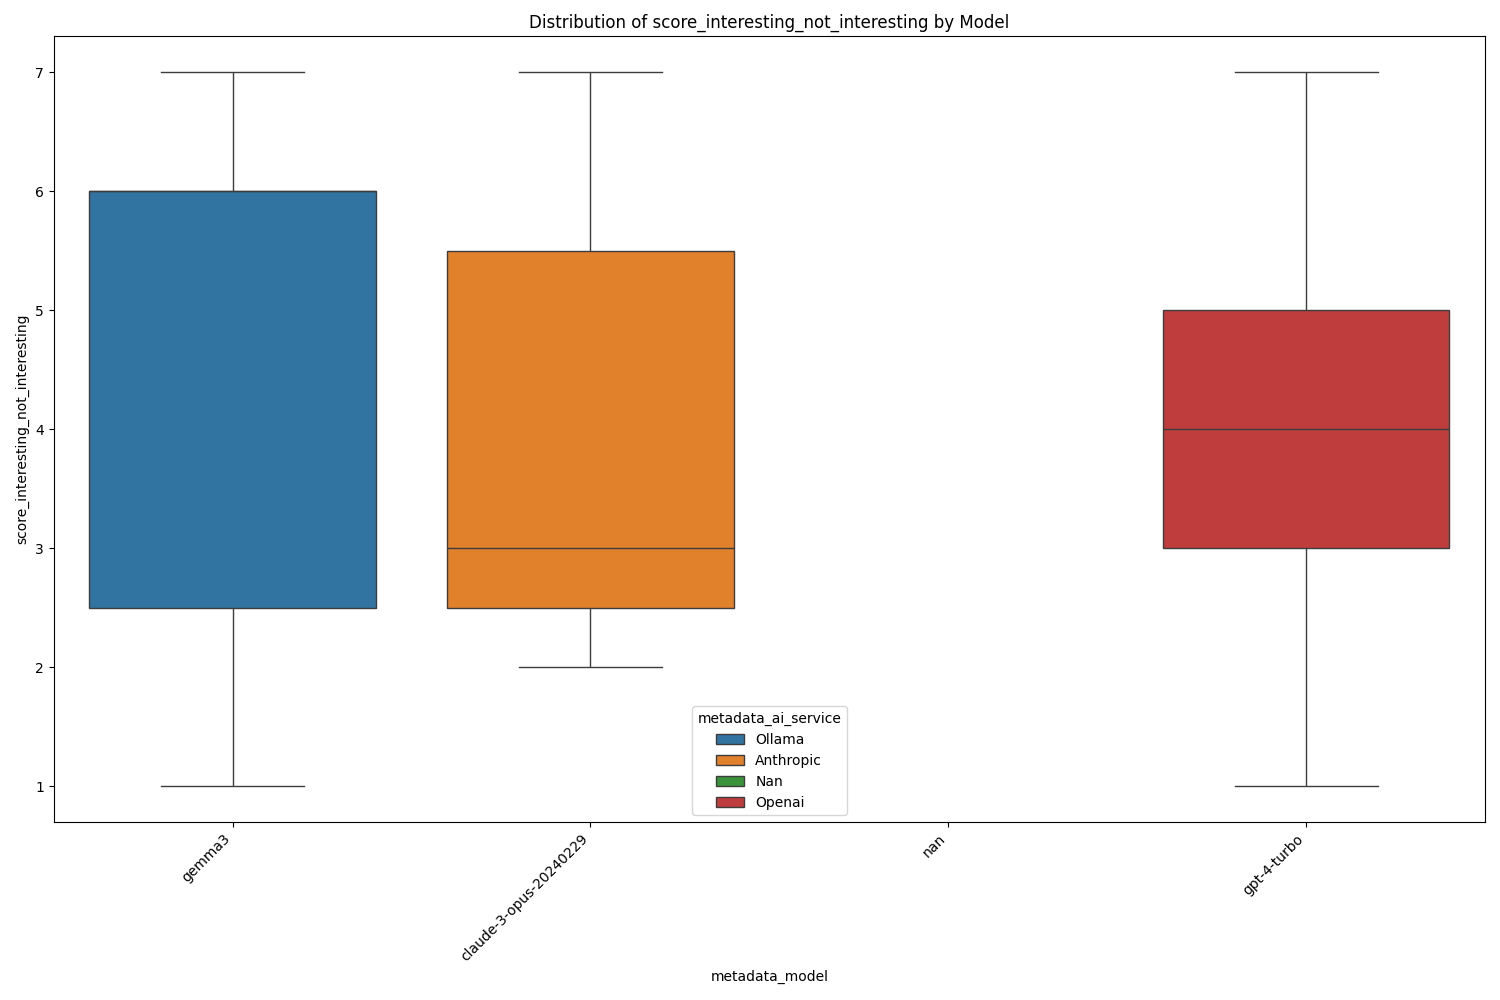 Distribution of score_interesting_not_interesting by Model
score_interesting_not_interesting
7
6
5
4
3
2
1
metadata_ai_service
Ollama
Anthropic
Nan
Openai
gemma3
claude-3-opus-20240229
nan
gpt-4-turbo
metadata_model